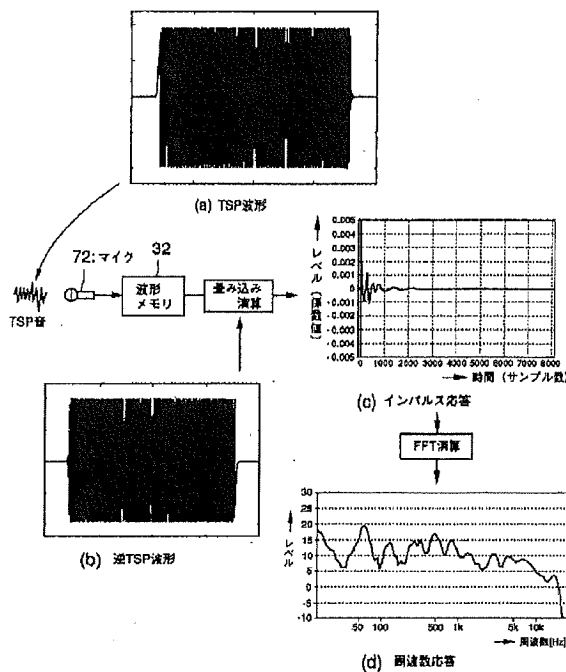 (a) TSP波形
72:マイク
32
TSP音
波形
メモリ
畳み込み
演算
(b) 逆TSP波形
レベル (係数値)
0.005
0.004
0.003
0.002
0.001
0
-0.001
-0.002
-0.003
-0.004
-0.005
0 1000 2000 3000 4000 5000 6000 7000 8000
時間 (サンプル数)
(c) インパルス応答
FFT演算
レベル
30
25
20
15
10
5
0
-5
-10
50 100 500 1k 5k 10k
周波数[Hz]
(d) 周波数応答